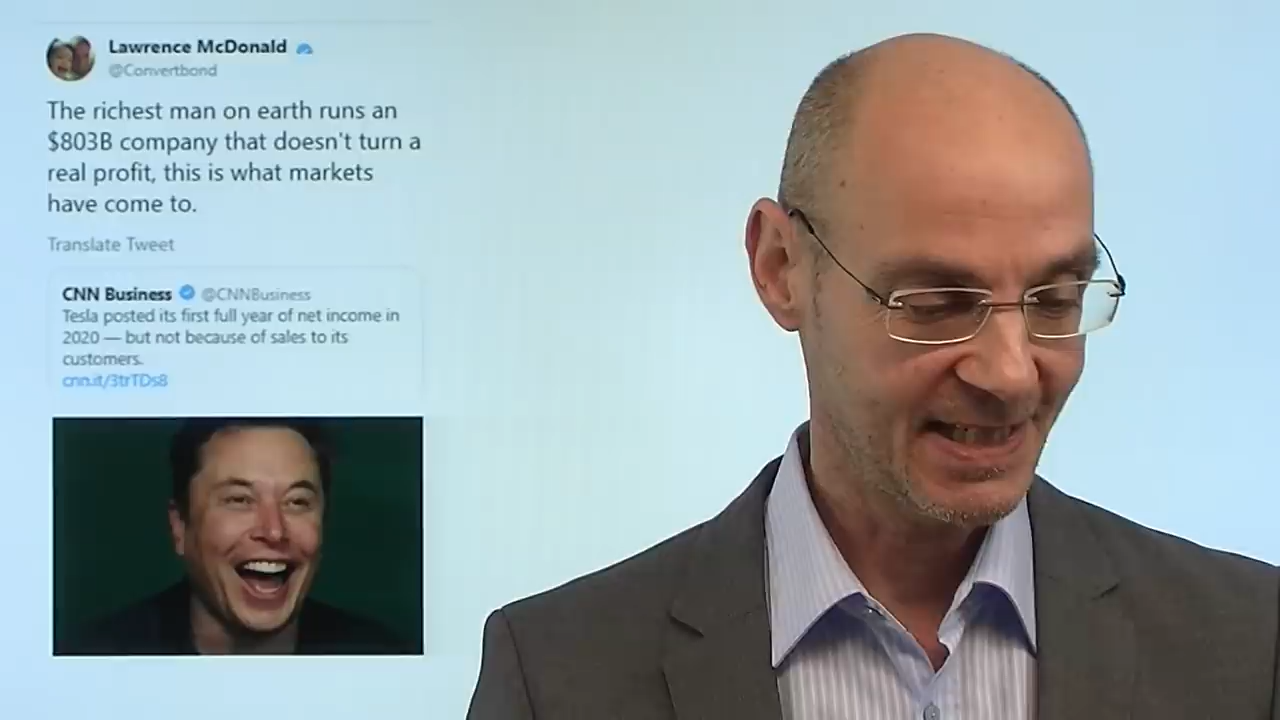 Lawrence McDonald
@Convertbond
The richest man on earth runs an
$803B company that doesn't turn a
real profit, this is what markets
have come to.
Translate Tweet
CNN Business @CNNBusiness
Tesla posted its first full year of net income in
2020 — but not because of sales to its
customers.
cnn.it/3trTDs8